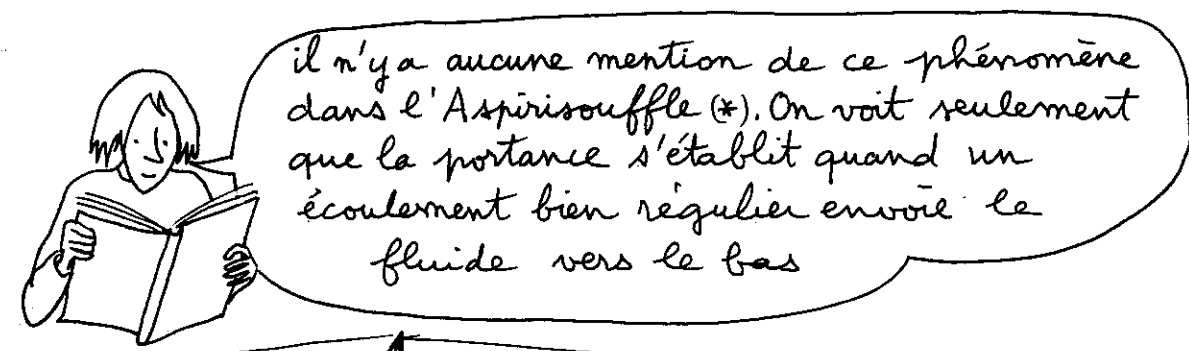 il n'y a aucune mention de ce phénomène
dans l'Aspirisouffle (*). On voit seulement
que la portance s'établit quand un
écoulement bien régulier envoie le
fluide vers le bas